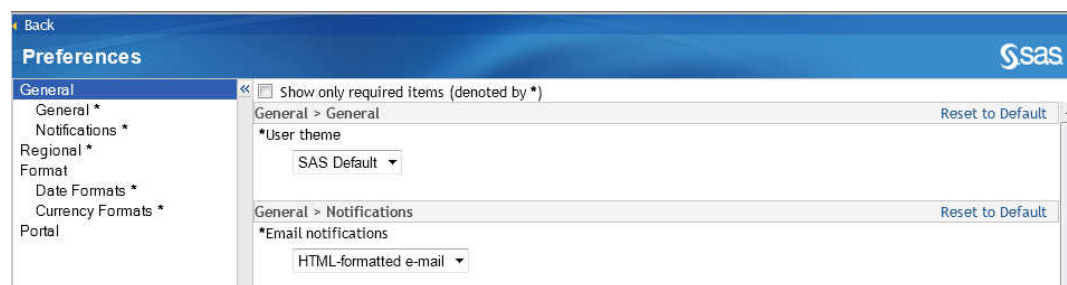 Back
Preferences
sas
General
General *
Notifications *
Regional *
Format
Date Formats *
Currency Formats *
Portal
«
Show only required items (denoted by *)
General > General
Reset to Default
*User theme
SAS Default
General > Notifications
Reset to Default
*Email notifications
HTML-formatted e-mail